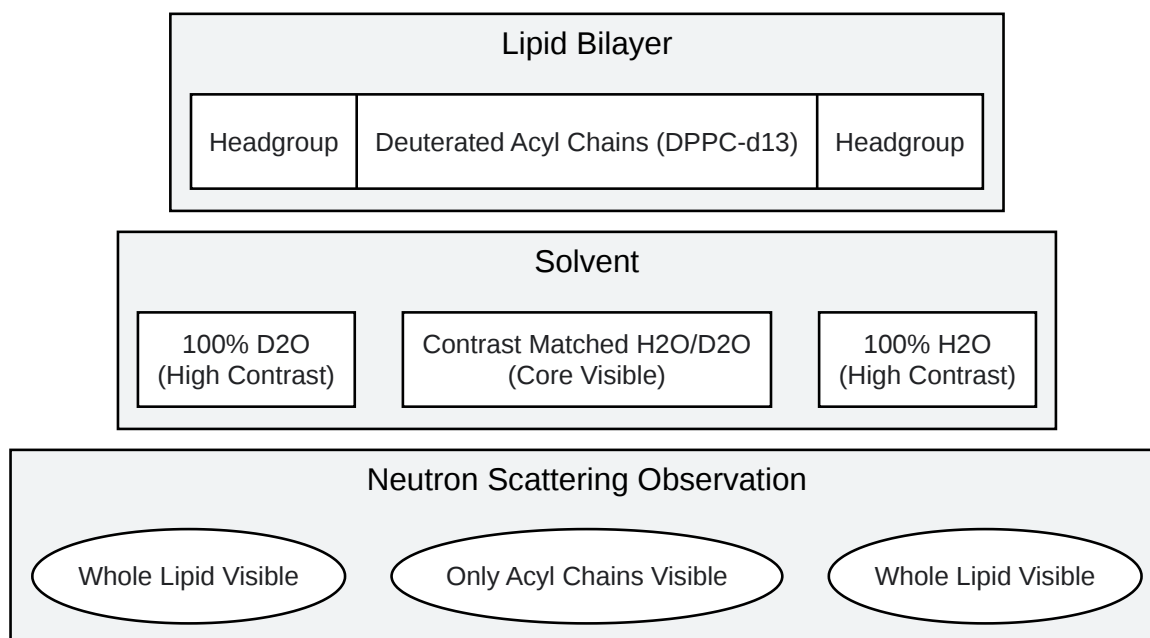 Lipid Bilayer
Headgroup
Deuterated Acyl Chains (DPPC-d13)
Headgroup
Solvent
100% D2O
(High Contrast)
Contrast Matched H2O/D2O
(Core Visible)
100% H2O
(High Contrast)
Neutron Scattering Observation
Whole Lipid Visible
Only Acyl Chains Visible
Whole Lipid Visible